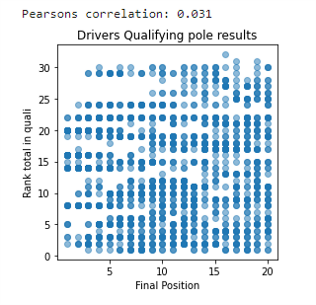 Pearsons correlation: 0.031
Drivers Qualifying pole results
30
25
20
15
10
5
0
Rank total in quali
5 10 15 20
Final Position